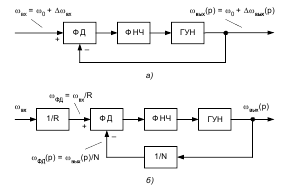 ω_вх = ω_0 + Δω_вх
ω_вых(p) = ω_0 + Δω_вых(p)
+ ФД ФНЧ ГУН
−
а)
ω_ФД = ω_вх/R
ω_вх
ω_вых(p)
1/R + ФД ФНЧ ГУН
−
ω_ФД(p) = ω_вых(p)/N
1/N
б)